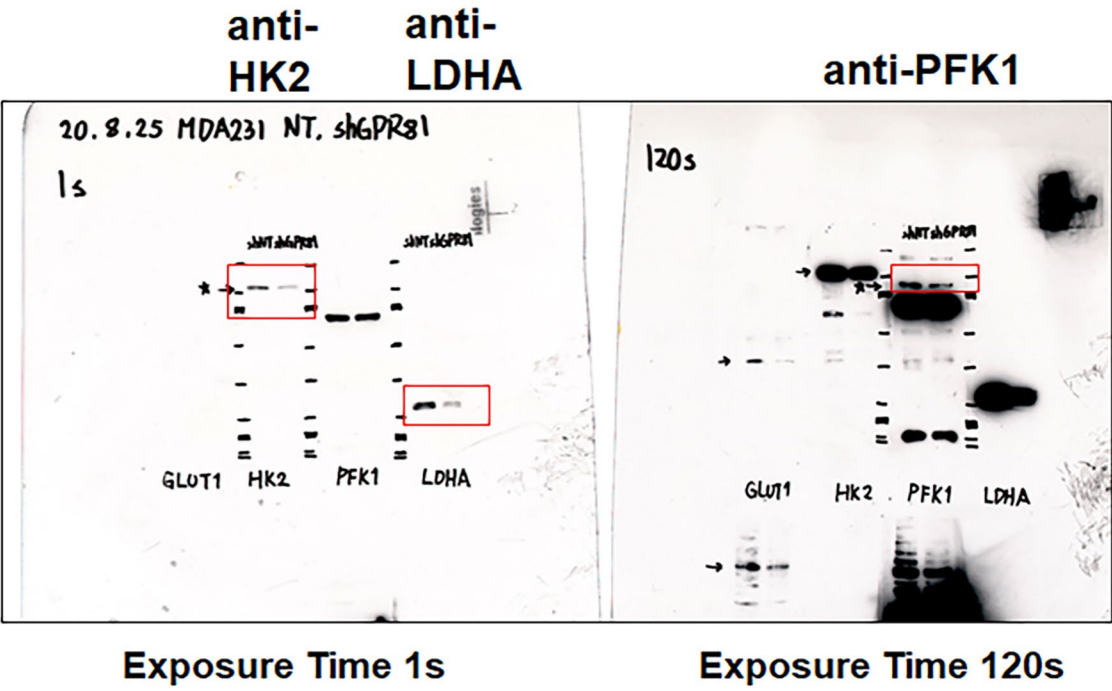 anti-
HK2
anti-
LDHA
anti-PFK1
20.8.25 MDA231 NT. shGPR81
1s
logies
shNT shGPR81
shNT shGPR81
*
GLUT1 HK2 PFK1 LDHA
120s
shNT shGPR81
*
GLUT1 HK2 PFK1 LDHA
Exposure Time 1s
Exposure Time 120s